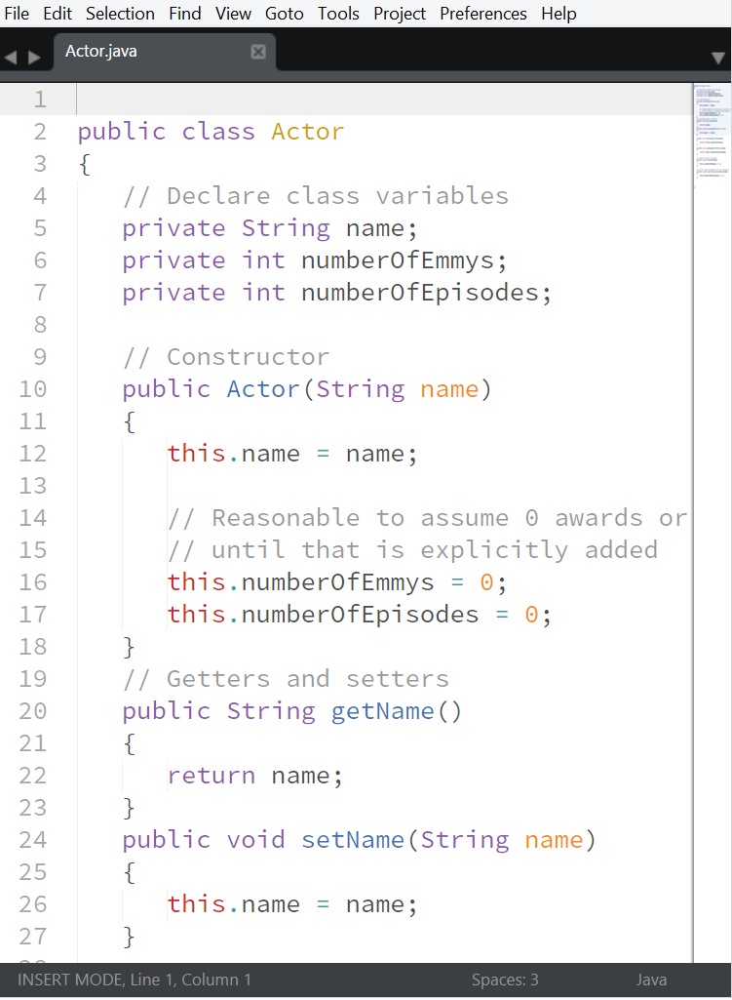 File Edit Selection Find View Goto Tools Project Preferences Help
Actor.java
1
2 public class Actor
3 {
4 // Declare class variables
5 private String name;
6 private int numberOfEmmys;
7 private int numberOfEpisodes;
8
9 // Constructor
10 public Actor(String name)
11 {
12 this.name = name;
13
14 // Reasonable to assume 0 awards or
15 // until that is explicitly added
16 this.numberOfEmmys = 0;
17 this.numberOfEpisodes = 0;
18 }
19 // Getters and setters
20 public String getName()
21 {
22 return name;
23 }
24 public void setName(String name)
25 {
26 this.name = name;
27 }
INSERT MODE, Line 1, Column 1 Spaces: 3 Java